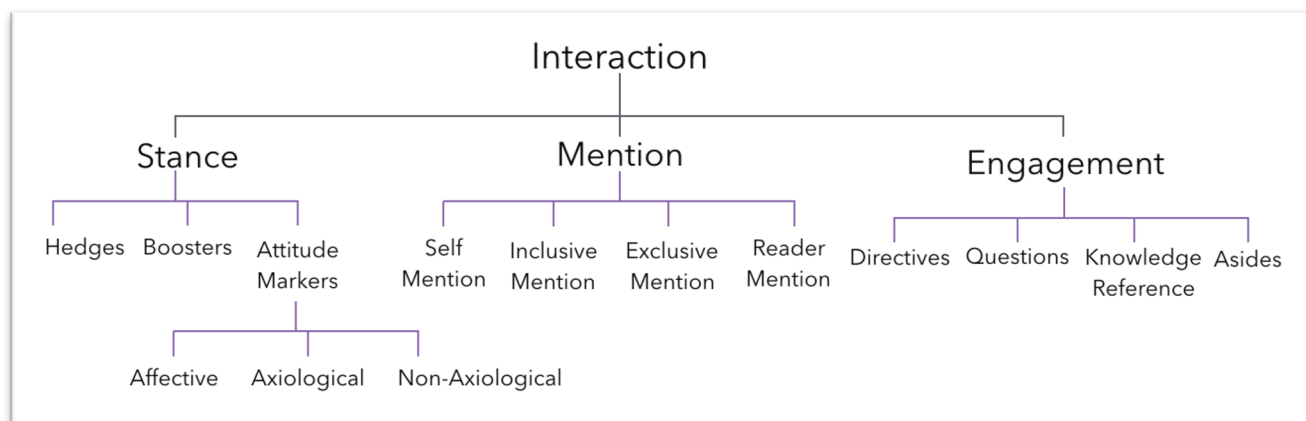 Interaction
Stance
Mention
Engagement
Hedges
Boosters
Attitude
Markers
Self
Mention
Inclusive
Mention
Exclusive
Mention
Reader
Mention
Directives
Questions
Knowledge
Reference
Asides
Affective
Axiological
Non-Axiological